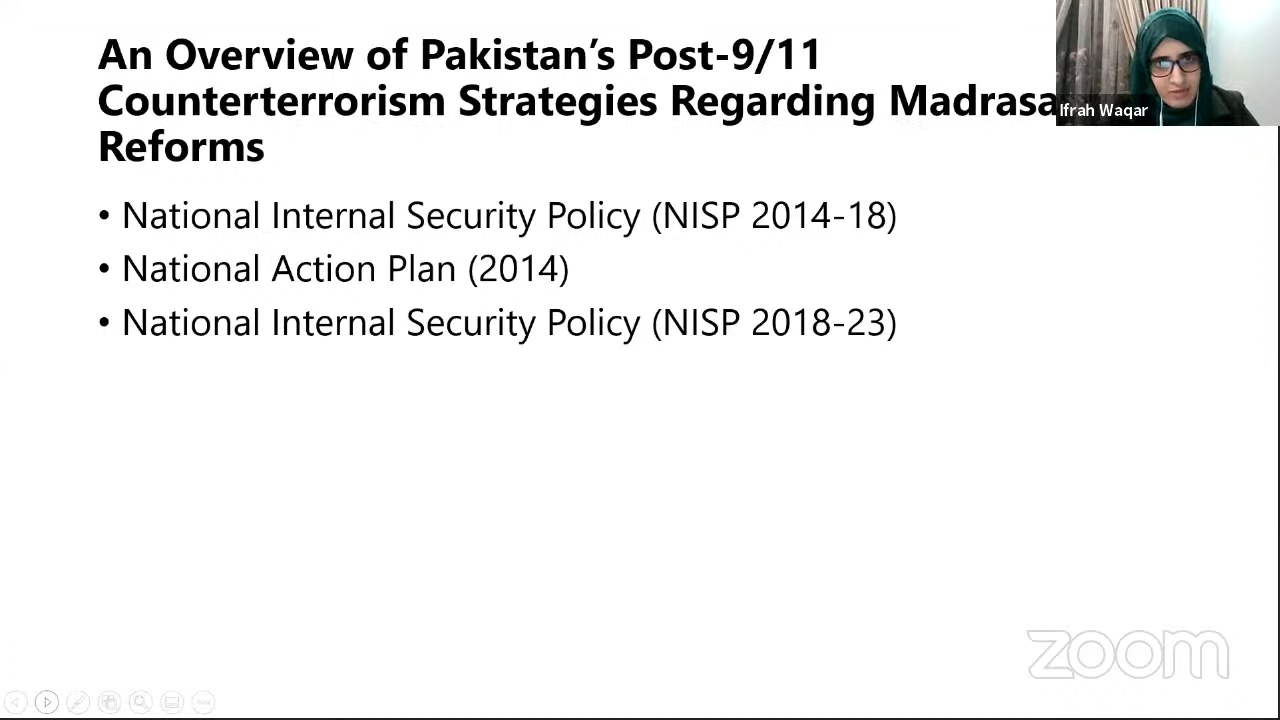 An Overview of Pakistan’s Post-9/11
Counterterrorism Strategies Regarding Madrasa
Reforms
Ifrah Waqar
• National Internal Security Policy (NISP 2014-18)
• National Action Plan (2014)
• National Internal Security Policy (NISP 2018-23)
zoom